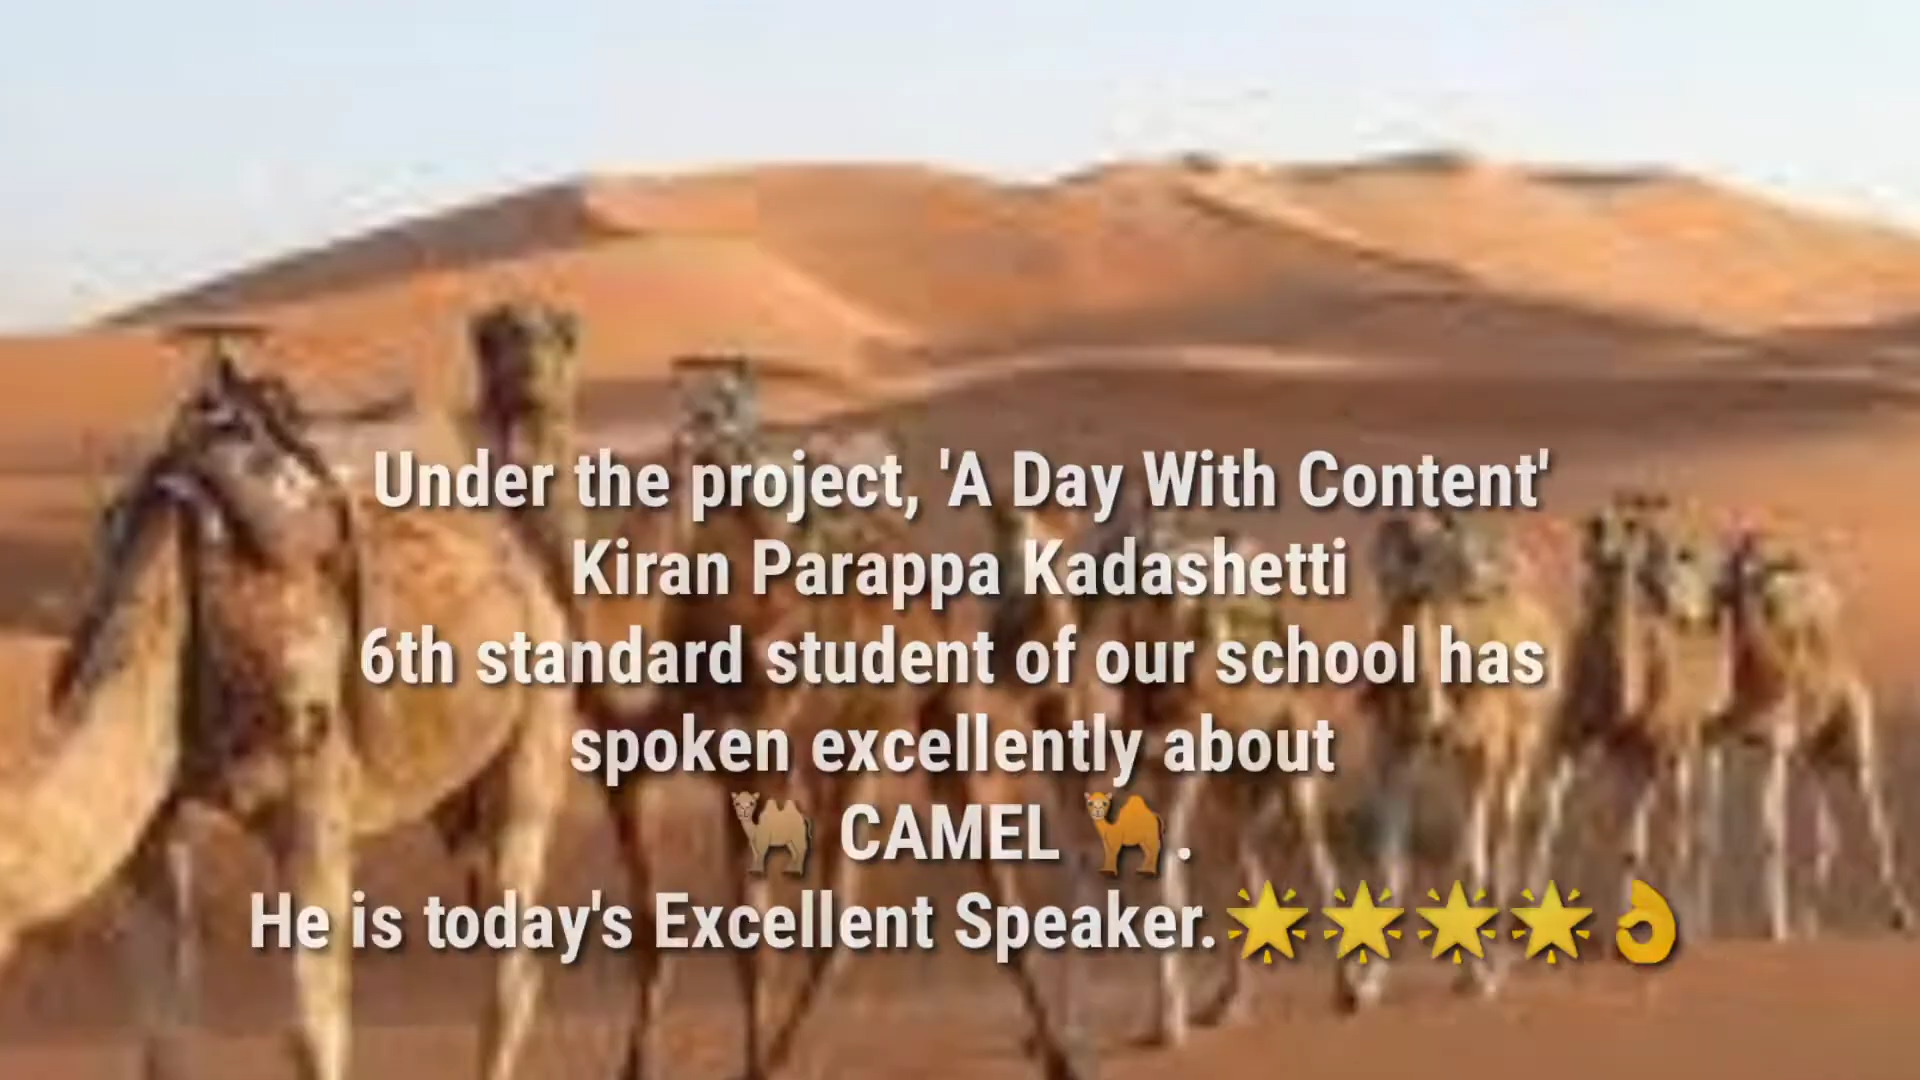 Under the project, 'A Day With Content'
Kiran Parappa Kadashetti
6th standard student of our school has
spoken excellently about
🐫 CAMEL 🐪.
He is today's Excellent Speaker.🌟🌟🌟🌟👌